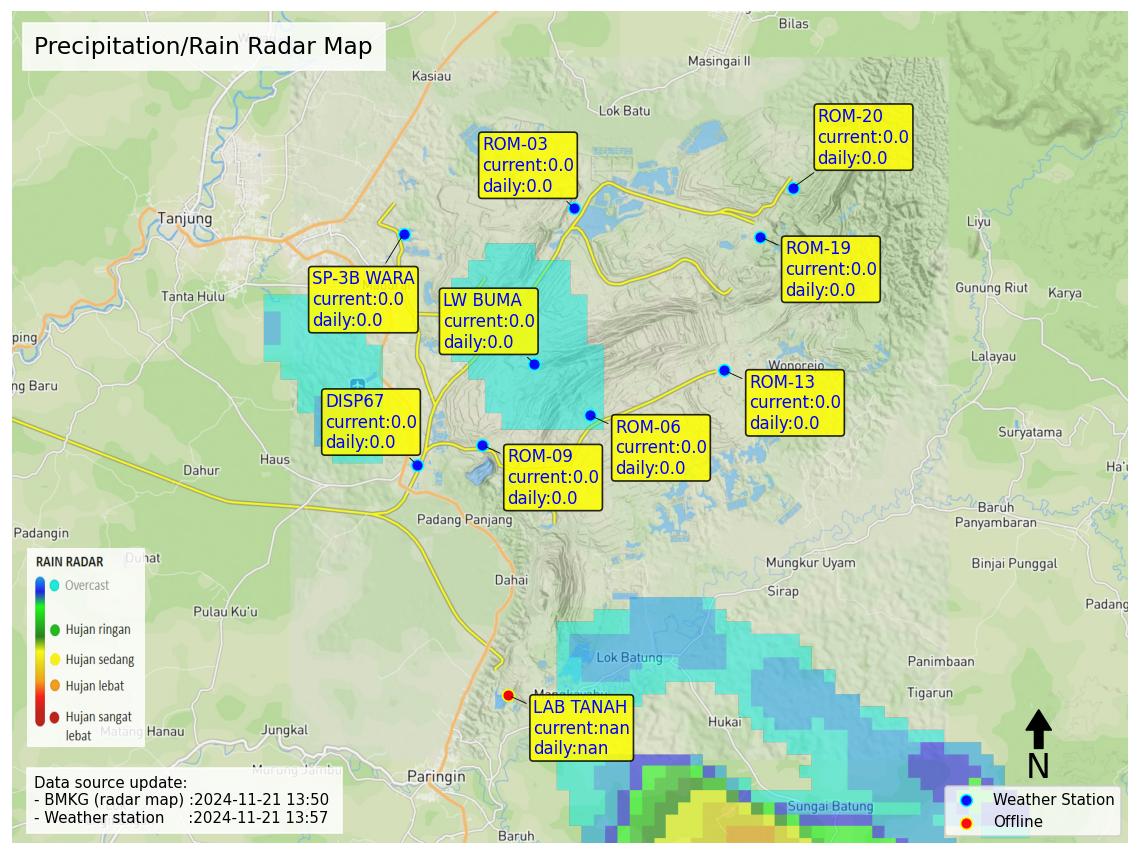 Precipitation/Rain Radar Map
Bilas
Masingai II
Kasiau
Lok Batu
ROM-20
current:0.0
daily:0.0
ROM-03
current:0.0
daily:0.0
Tanjung
Liyu
ROM-19
current:0.0
daily:0.0
SP-3B WARA
current:0.0
daily:0.0
Tanta Hulu
LW BUMA
current:0.0
daily:0.0
Gunung Riut
Karya
ping
Lalayau
Wonorejo
ng Baru
ROM-13
current:0.0
daily:0.0
DISP67
current:0.0
daily:0.0
ROM-06
current:0.0
daily:0.0
Suryatama
ROM-09
current:0.0
daily:0.0
Haus
Dahur
Ha'u
Baruh
Panyambaran
Padang Panjang
Padangin
Duhat
Mungkur Uyam
Binjai Punggal
Dahai
Sirap
Padang
Pulau Ku'u
RAIN RADAR
Overcast
Hujan ringan
Hujan sedang
Hujan lebat
Hujan sangat
lebat
Lok Batung
Panimbaan
Tigarun
LAB TANAH
current:nan
daily:nan
Hukai
Matang Hanau
Jungkal
Murung Jambu
Paringin
Sungai Batung
Baruh
N
Data source update:
- BMKG (radar map) :2024-11-21 13:50
- Weather station :2024-11-21 13:57
Weather Station
Offline